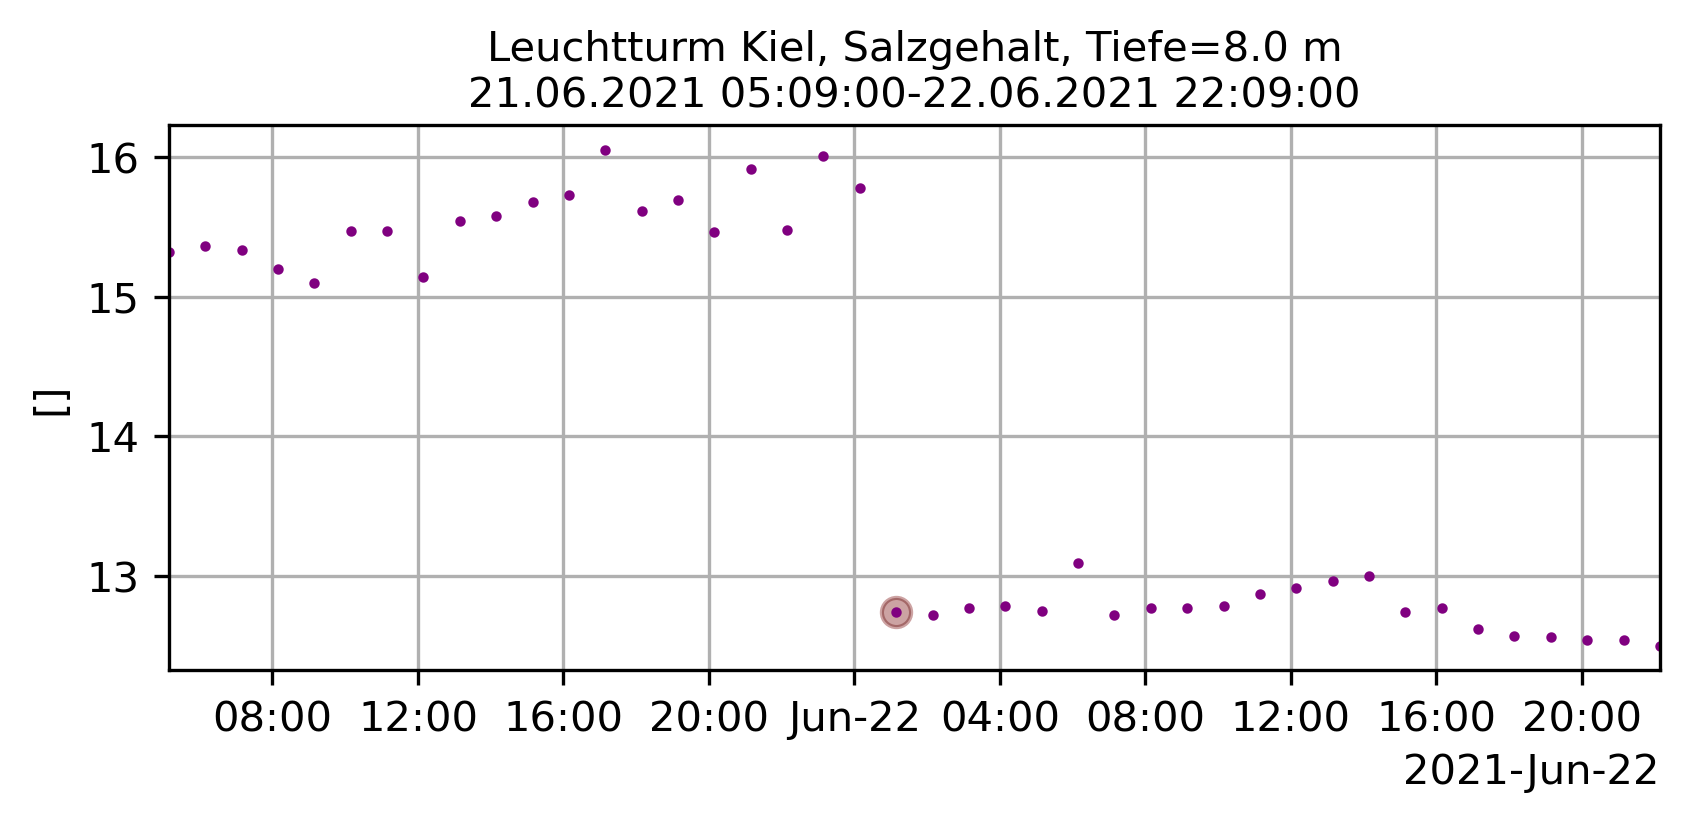 Leuchtturm Kiel, Salzgehalt, Tiefe=8.0 m
21.06.2021 05:09:00-22.06.2021 22:09:00
16
15
14
13
[]
08:00 12:00 16:00 20:00 Jun-22 04:00 08:00 12:00 16:00 20:00
2021-Jun-22